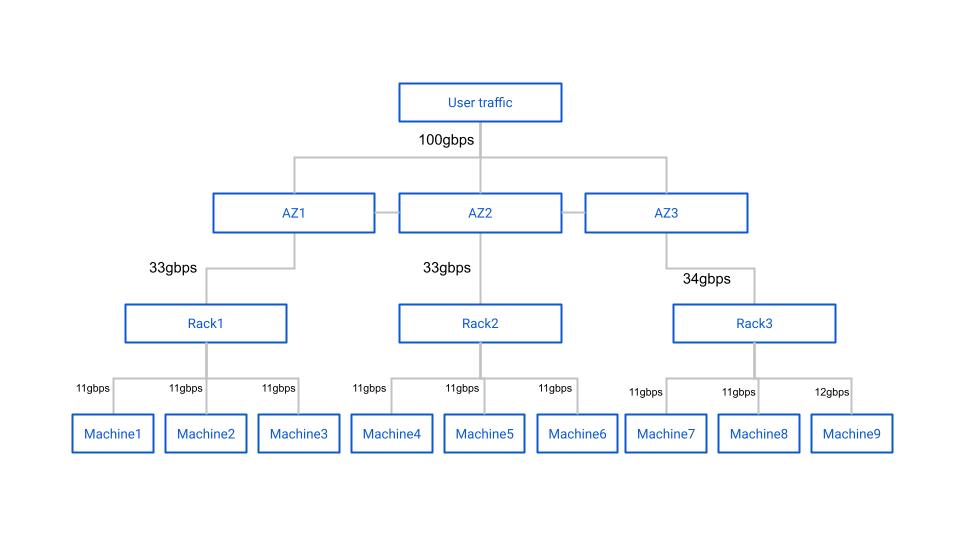 User traffic
100gbps
AZ1
AZ2
AZ3
33gbps
33gbps
34gbps
Rack1
Rack2
Rack3
11gbps
11gbps
11gbps
11gbps
11gbps
11gbps
11gbps
11gbps
12gbps
Machine1
Machine2
Machine3
Machine4
Machine5
Machine6
Machine7
Machine8
Machine9